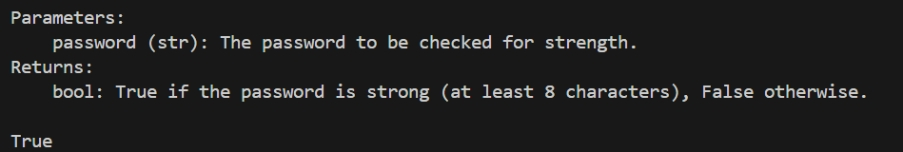 Parameters:
    password (str): The password to be checked for strength.
Returns:
    bool: True if the password is strong (at least 8 characters), False otherwise.
True